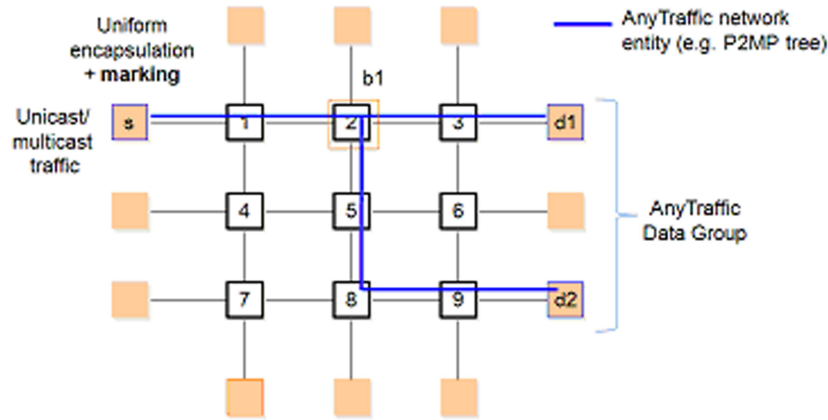 Uniform
encapsulation
+ marking
AnyTraffic network
entity (e.g. P2MP tree)
b1
Unicast/
multicast
traffic
s
1
2
3
d1
4
5
6
AnyTraffic
Data Group
7
8
9
d2